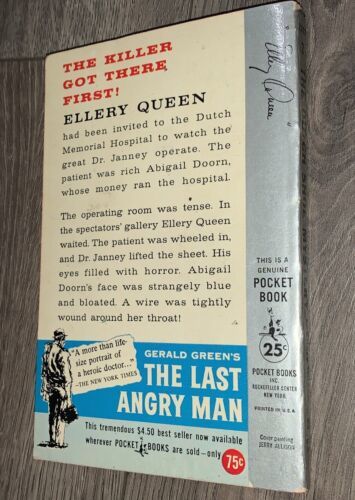 THE KILLER
GOT THERE
FIRST!
ELLERY QUEEN
had been invited to the Dutch
Memorial Hospital to watch the
great Dr. Janney operate. The
patient was rich Abigail Doorn,
whose money ran the hospital.
The operating room was tense. In
the spectators' gallery Ellery Queen
waited. The patient was wheeled in,
and Dr. Janney lifted the sheet. His
eyes filled with horror. Abigail
Doorn's face was strangely blue
and bloated. A wire was tightly
wound around her throat!
"A more than life-
size portrait of
a heroic doctor..."
—THE NEW YORK TIMES
GERALD GREEN'S
THE LAST
ANGRY MAN
This tremendous $4.50 best seller now available
wherever POCKET BOOKS are sold—only 75¢
"Ellery Queen"
THIS IS A
GENUINE
POCKET
BOOK
25¢
POCKET BOOKS
INC.
ROCKEFELLER CENTER
NEW YORK
PRINTED IN U.S.A.
Cover painting
JERRY ALLISON